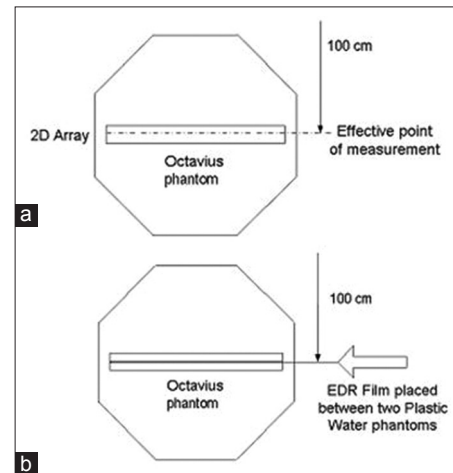 100 cm
2D Array
Effective point
of measurement
Octavius
phantom
a
100 cm
Octavius
phantom
EDR Film placed
between two Plastic
Water phantoms
b